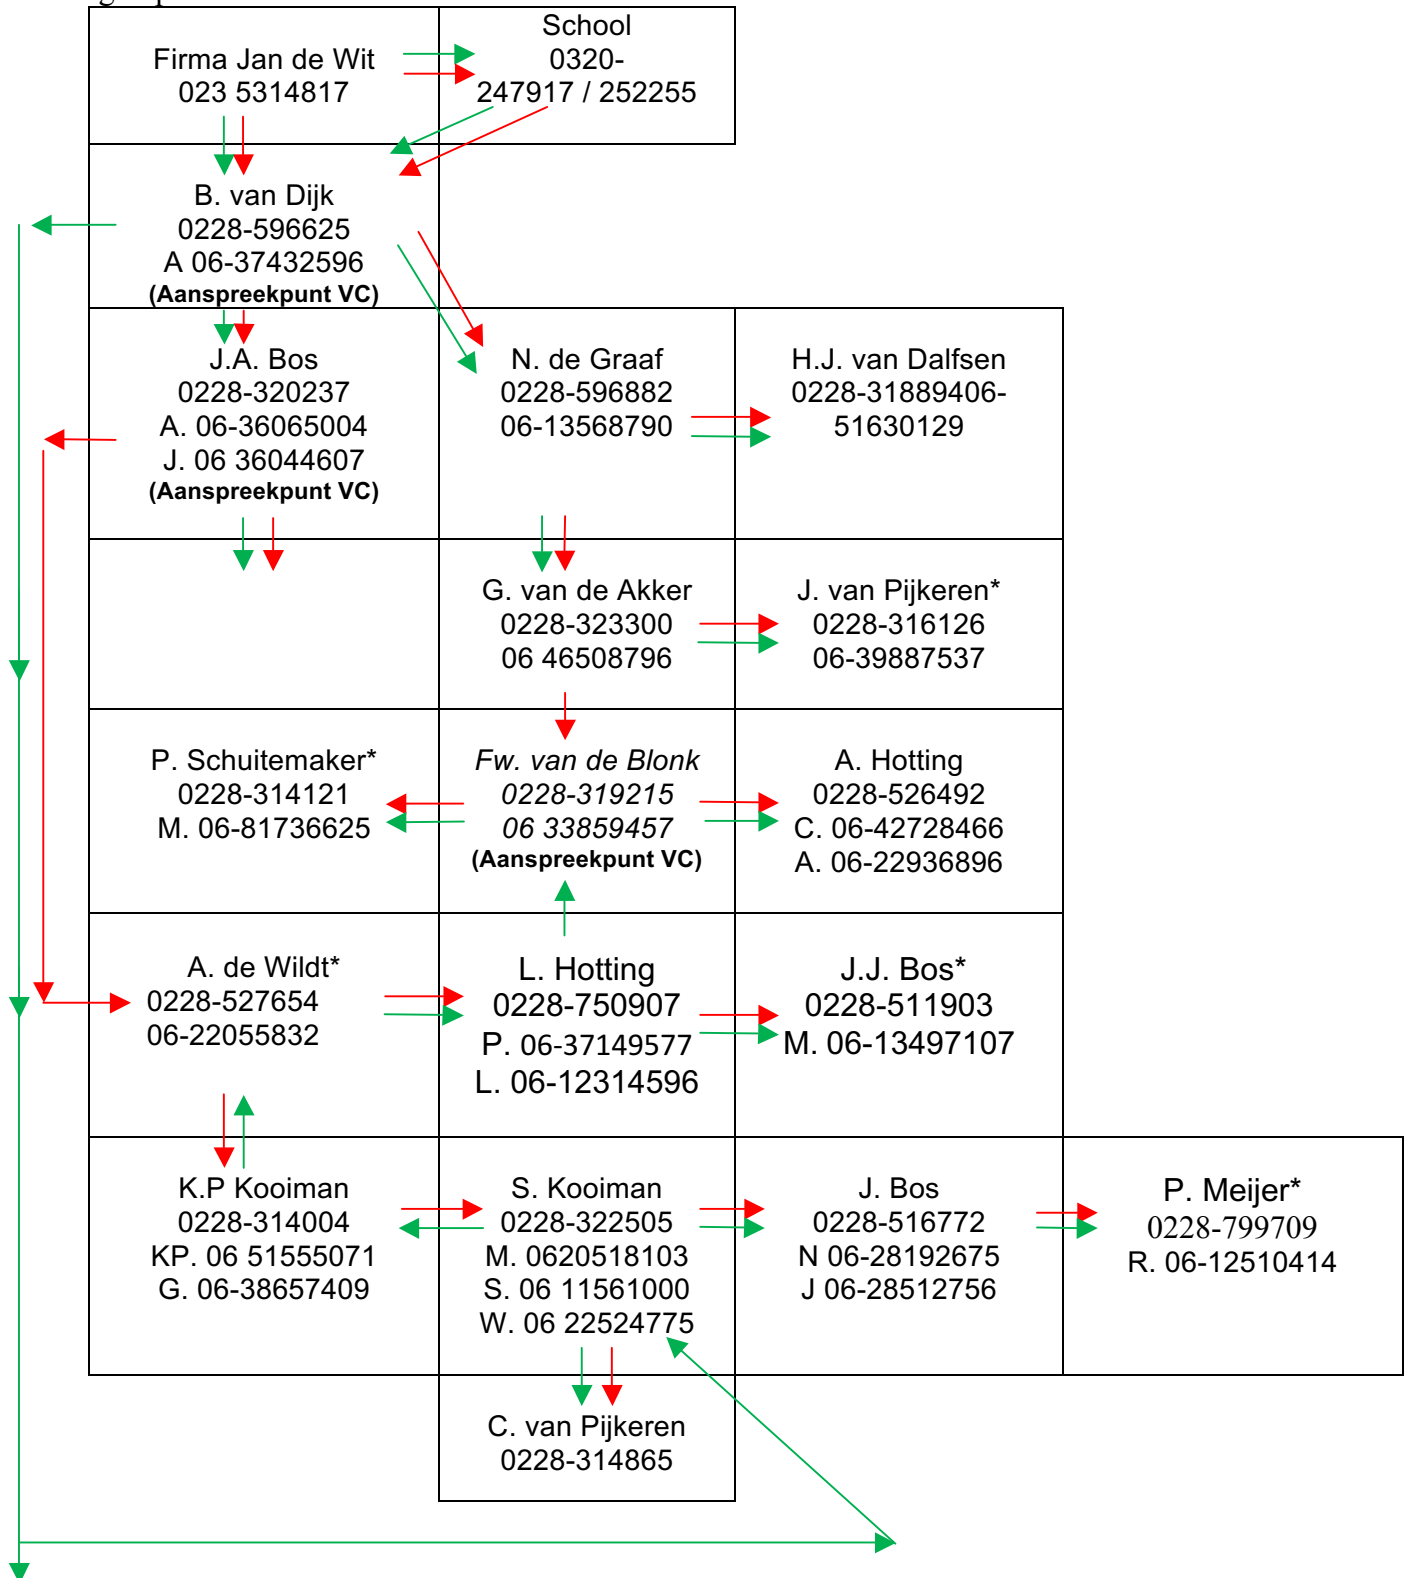 Firma Jan de Wit
023 5314817
School
0320-
247917 / 252255
B. van Dijk
0228-596625
A 06-37432596
(Aanspreekpunt VC)
J.A. Bos
0228-320237
A. 06-36065004
J. 06 36044607
(Aanspreekpunt VC)
N. de Graaf
0228-596882
06-13568790
H.J. van Dalfsen
0228-31889406-
51630129
G. van de Akker
0228-323300
06 46508796
J. van Pijkeren*
0228-316126
06-39887537
P. Schuitemaker*
0228-314121
M. 06-81736625
Fw. van de Blonk
0228-319215
06 33859457
(Aanspreekpunt VC)
A. Hotting
0228-526492
C. 06-42728466
A. 06-22936896
A. de Wildt*
0228-527654
06-22055832
L. Hotting
0228-750907
P. 06-37149577
L. 06-12314596
J.J. Bos*
0228-511903
M. 06-13497107
K.P Kooiman
0228-314004
KP. 06 51555071
G. 06-38657409
S. Kooiman
0228-322505
M. 0620518103
S. 06 11561000
W. 06 22524775
J. Bos
0228-516772
N 06-28192675
J 06-28512756
P. Meijer*
0228-799709
R. 06-12510414
C. van Pijkeren
0228-314865